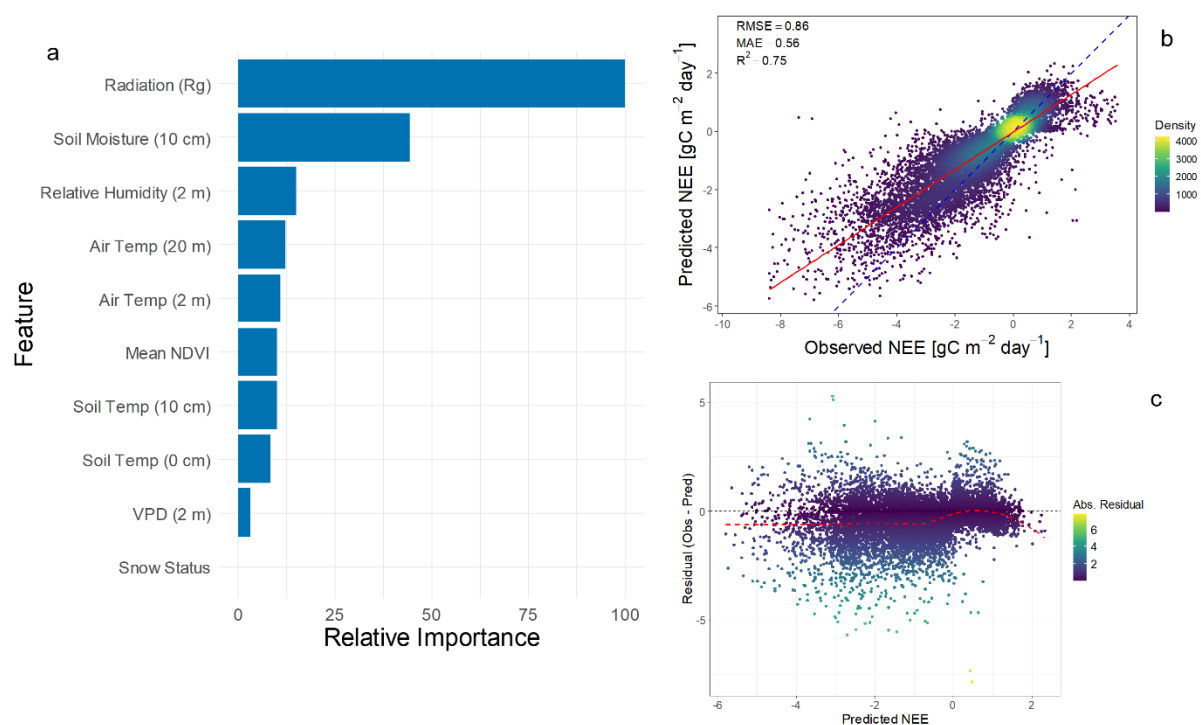 a
Feature
Radiation (Rg)
Soil Moisture (10 cm)
Relative Humidity (2 m)
Air Temp (20 m)
Air Temp (2 m)
Mean NDVI
Soil Temp (10 cm)
Soil Temp (0 cm)
VPD (2 m)
Snow Status
0 25 50 75 100
Relative Importance
b
RMSE = 0.86
MAE 0.56
R² 0.75
Predicted NEE [gC m⁻² day⁻¹]
2
0
-2
-4
-6
-10 -8 -6 -4 -2 0 2 4
Observed NEE [gC m⁻² day⁻¹]
Density
4000
3000
2000
1000
c
Residual (Obs - Pred)
5
0
-5
-6 -4 -2 0 2
Predicted NEE
Abs. Residual
6
4
2